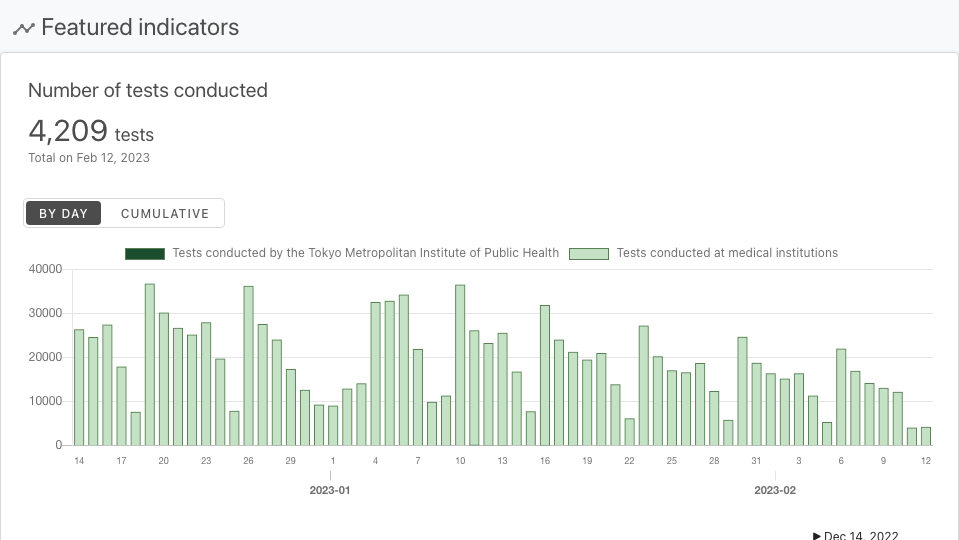 Featured indicators
Number of tests conducted
4,209 tests
Total on Feb 12, 2023
BY DAY CUMULATIVE
Tests conducted by the Tokyo Metropolitan Institute of Public Health Tests conducted at medical institutions
40000
30000
20000
10000
0
14 17 20 23 26 29 1 4 7 10 13 16 19 22 25 28 31 3 6 9 12
2023-01 2023-02
▶ Dec 14, 2022